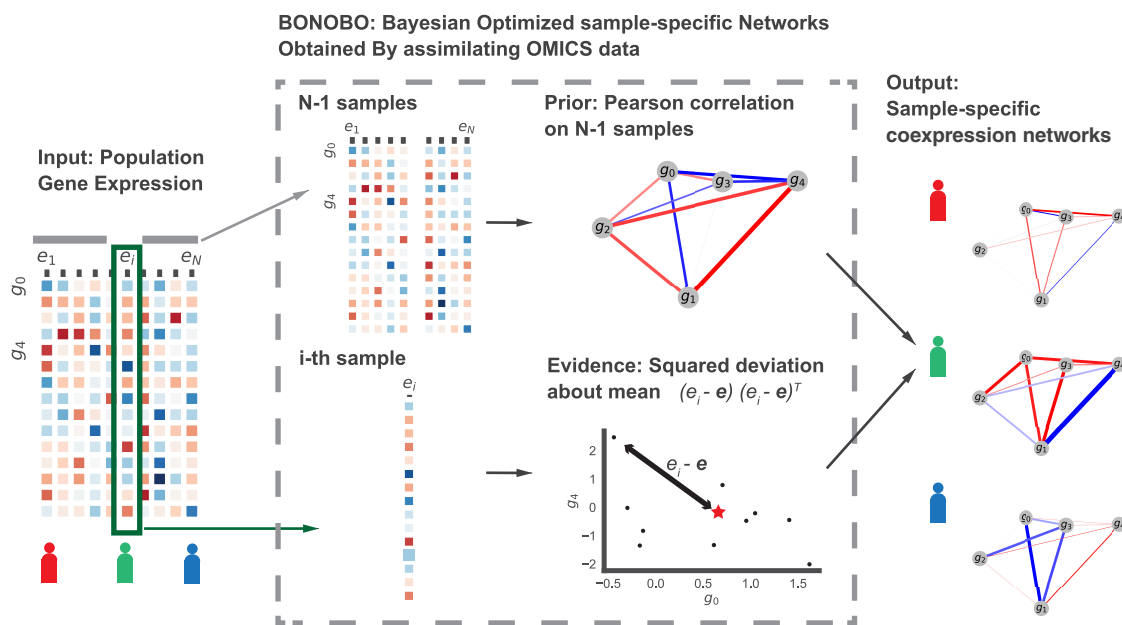 BONOBO: Bayesian Optimized sample-specific Networks
Obtained By assimilating OMICS data
Input: Population
Gene Expression
e1
ei
eN
g0
g4
N-1 samples
e1
eN
g0
g4
i-th sample
ei
Prior: Pearson correlation
on N-1 samples
g0
g3
g4
g2
g1
Evidence: Squared deviation
about mean (ei - e) (ei - e)T
2
1
0
−1
−2
g4
ei - e
−0.5
0.0
0.5
1.0
1.5
g0
Output:
Sample-specific
coexpression networks
g0
g3
g4
g2
g1
g0
g3
g4
g2
g1
g0
g3
g4
g2
g1